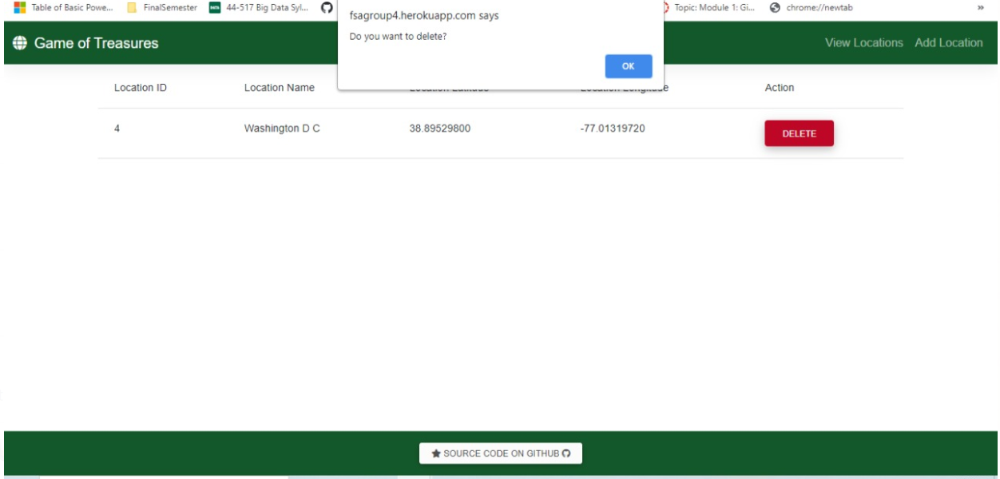 Table of Basic Powe... FinalSemester DATA 44-517 Big Data Syl... Topic: Module 1: Gi... chrome://newtab »
fsagroup4.herokuapp.com says
Do you want to delete?
OK
Game of Treasures View Locations Add Location
Location ID Location Name Location Latitude Location Longitude Action
4 Washington D C 38.89529800 -77.01319720 DELETE
SOURCE CODE ON GITHUB